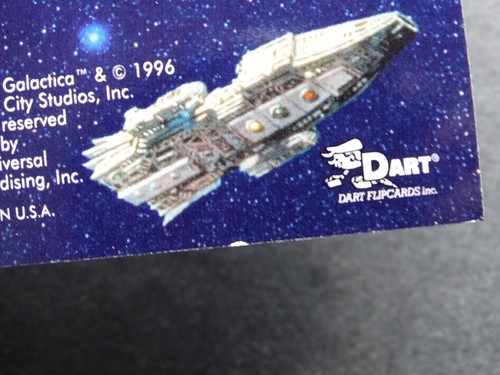 Galactica™ & © 1996
City Studios, Inc.
reserved
by
iversal
dising, Inc.
N U.S.A.
DART®
DART FLIPCARDS inc.